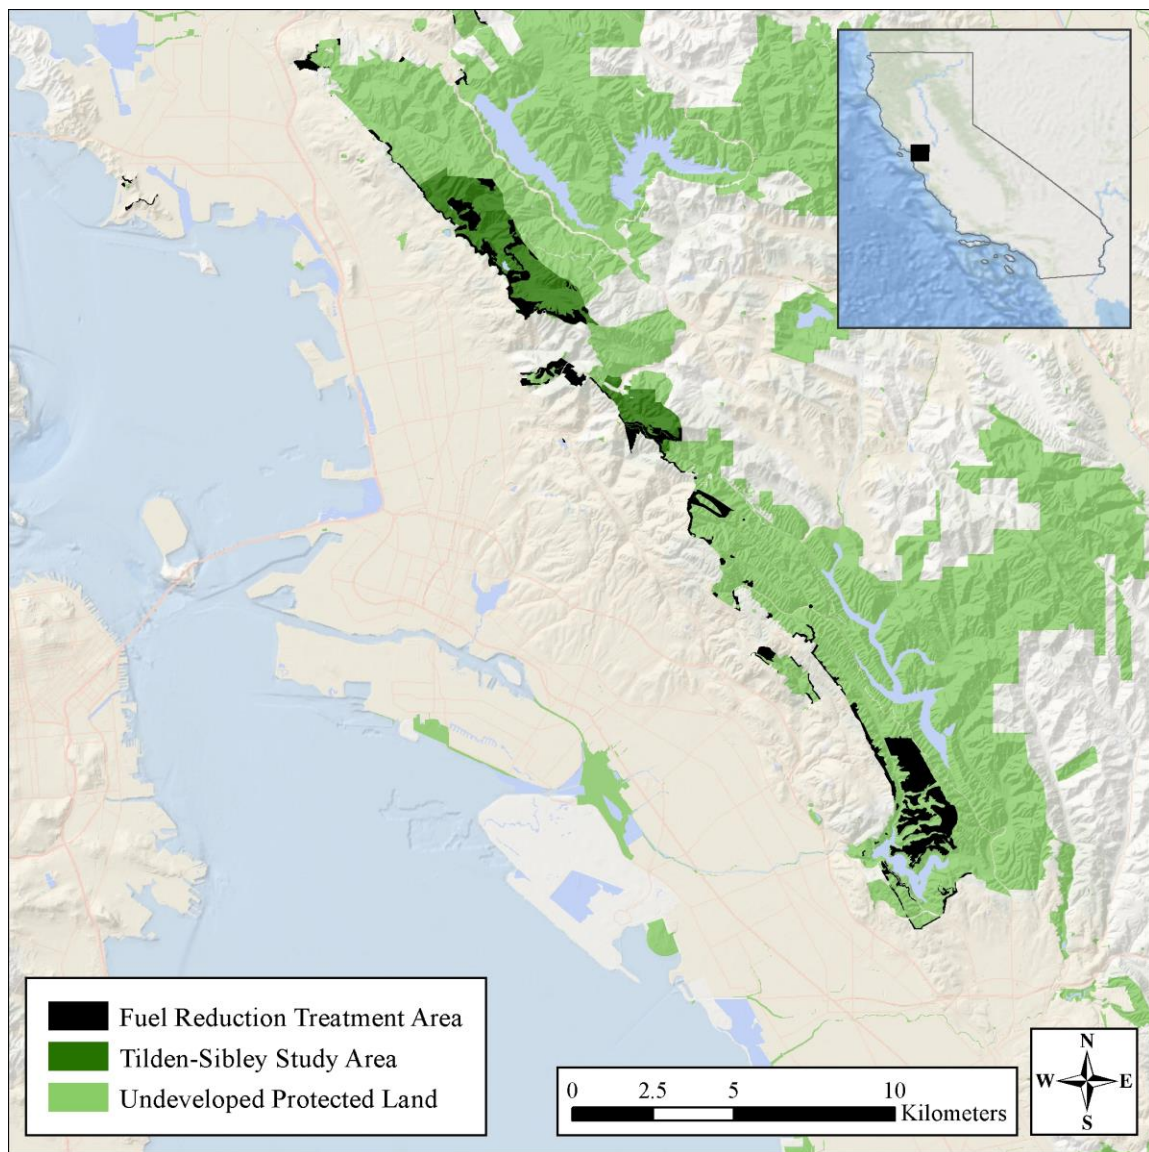 Fuel Reduction Treatment Area
Tilden-Sibley Study Area
Undeveloped Protected Land
0 2.5 5 10
Kilometers
N
W E
S